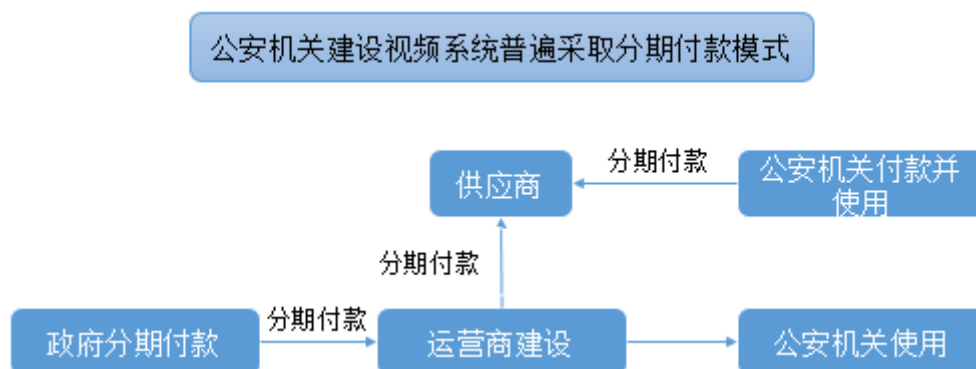 公安机关建设视频系统普遍采取分期付款模式
供应商
分期付款
公安机关付款并
使用
分期付款
政府分期付款
分期付款
运营商建设
公安机关使用